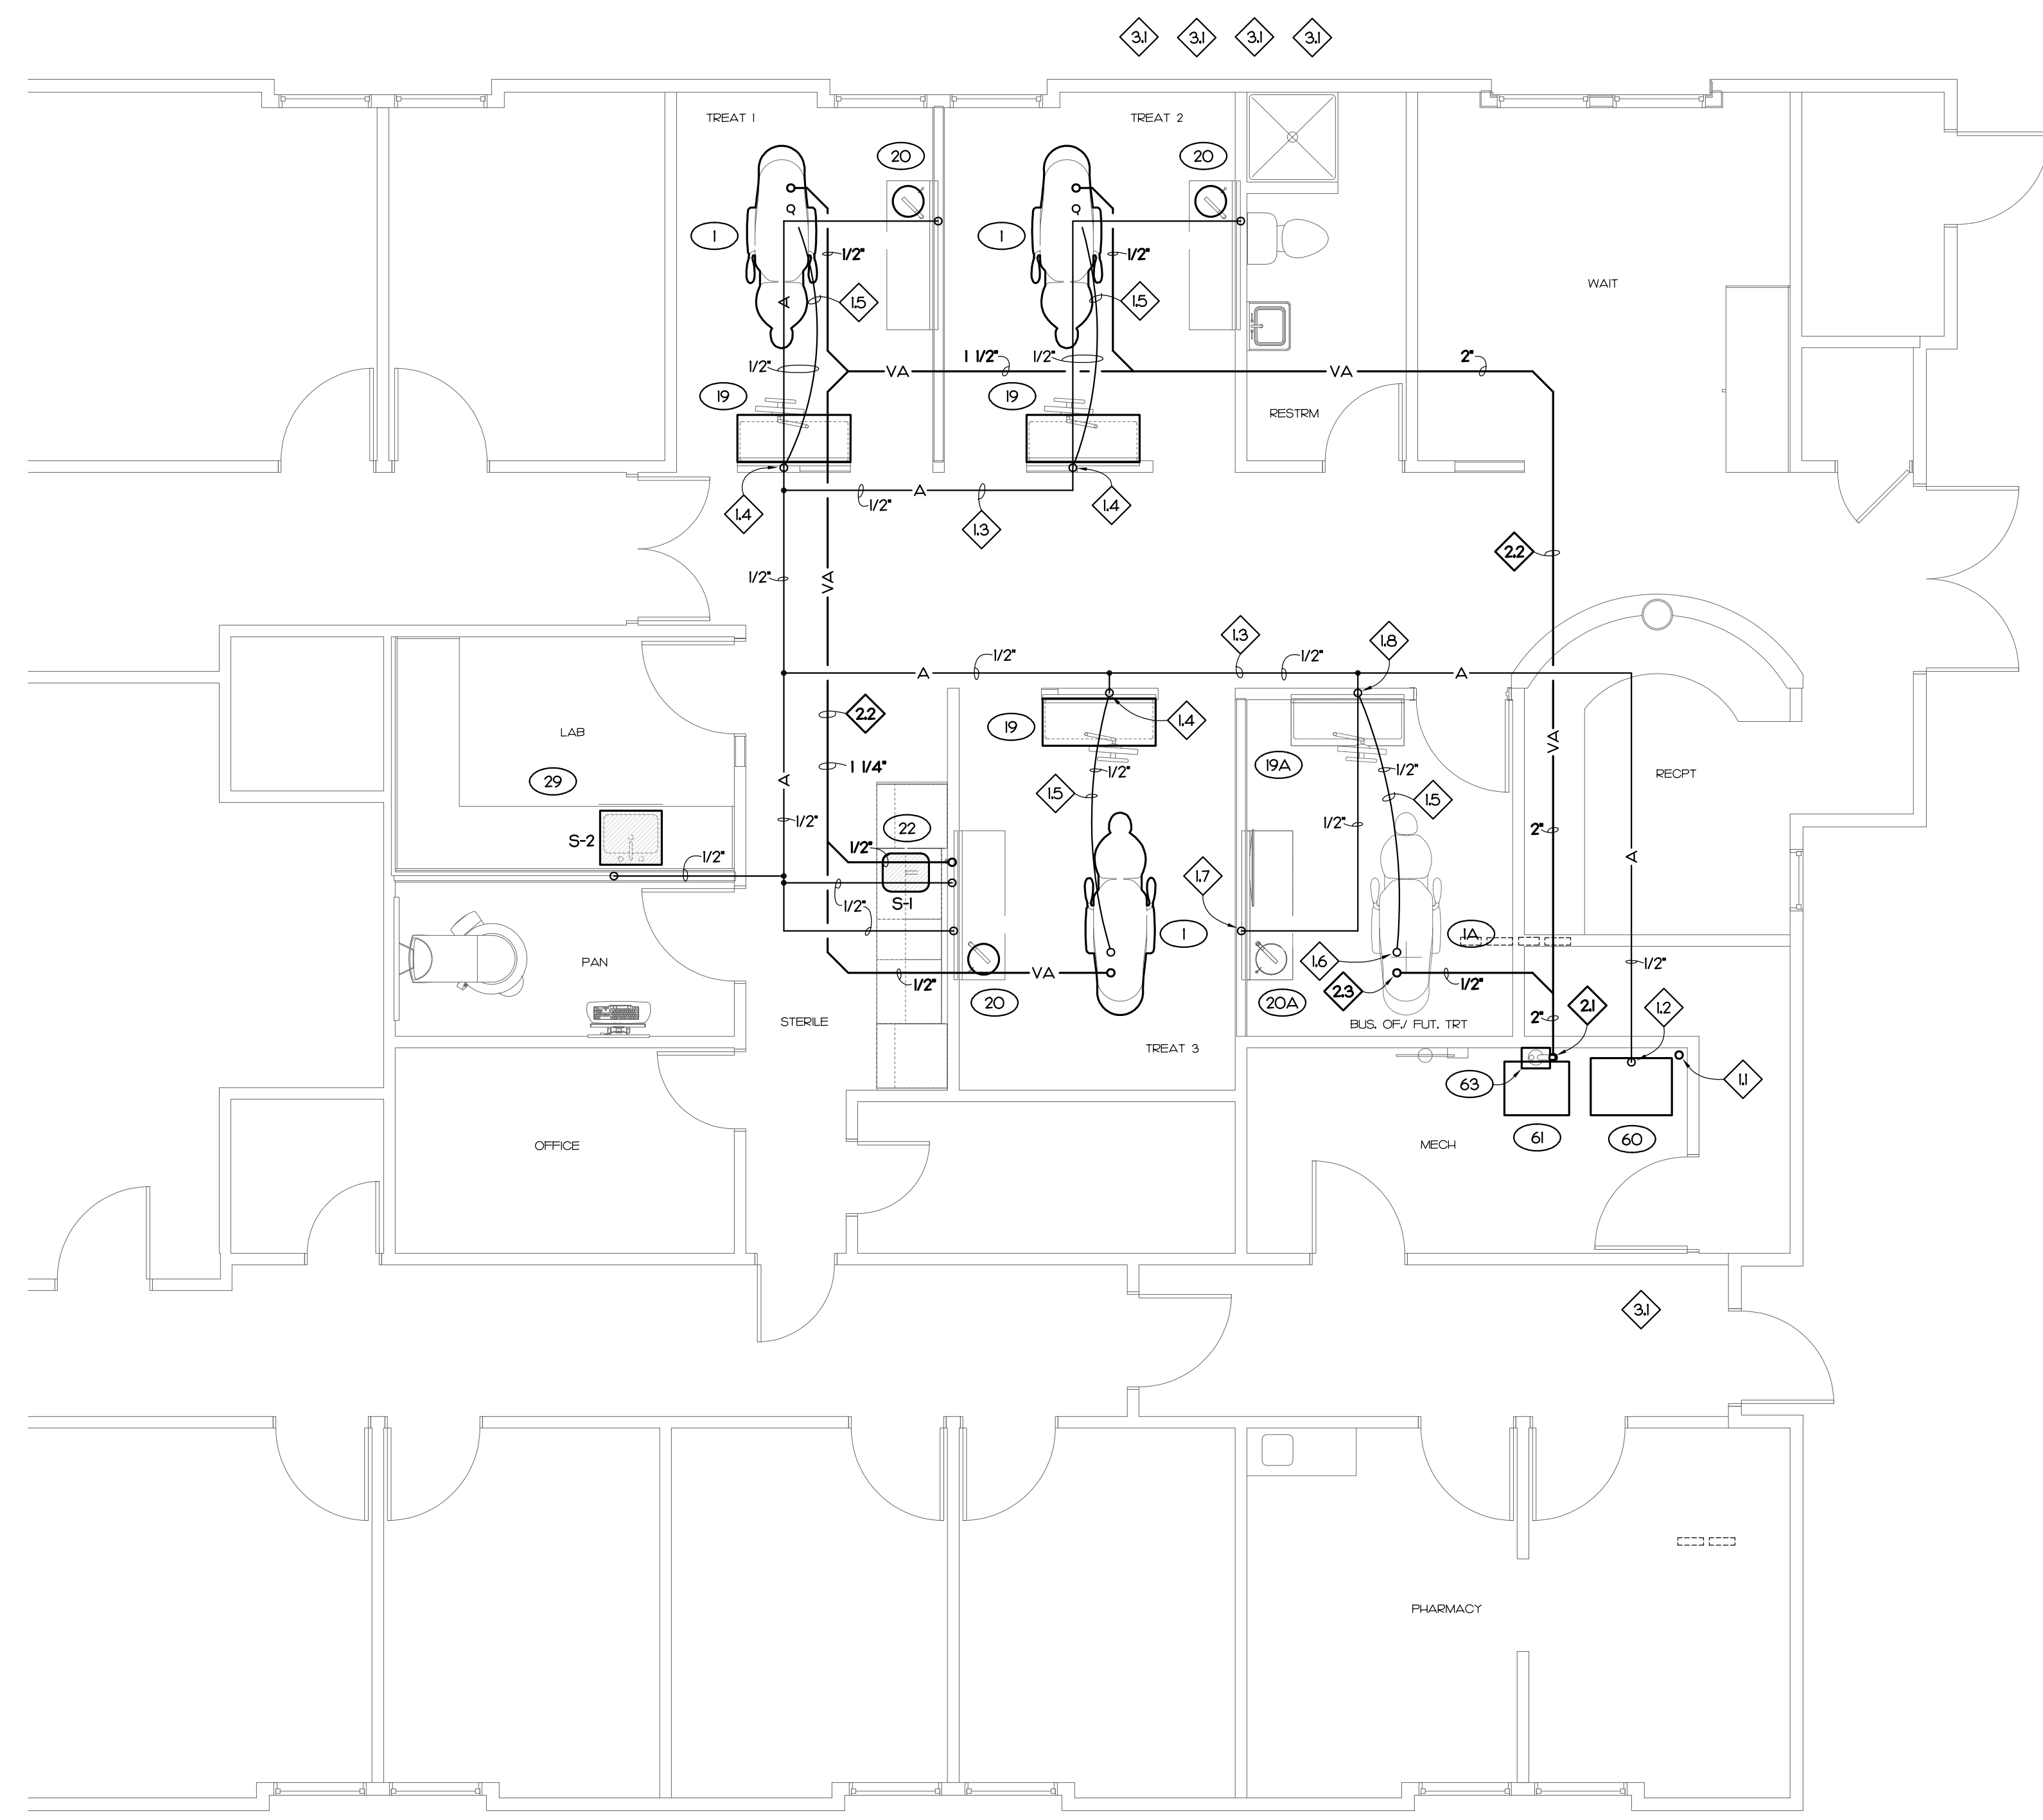 3.1 3.1 3.1 3.1
TREAT 1
TREAT 2
20
20
1
1
1/2"
1/2"
WAIT
A
1.5
1.5
1/2"
VA
1 1/2"
1/2"
VA
2"
19
19
RESTRM
1.4
1/2"
A
1.3
1.4
2.2
1/2"
VA
1.3
1.8
A
1/2"
1/2"
A
2.2
19
1.4
LAB
VA
29
A
1 1/4"
1/2"
19A
1/2"
RECPT
1.5
1.5
1/2"
22
1/2"
2"
S-2
1/2"
1/2"
A
1.7
S-1
1/2"
1
1A
PAN
1.6
1/2"
VA
1/2"
2.3
1/2"
20
20A
2.1
1.2
STERILE
BUS. OF./ FUT. TRT
2"
TREAT 3
63
1.1
OFFICE
MECH
61
60
3.1
PHARMACY